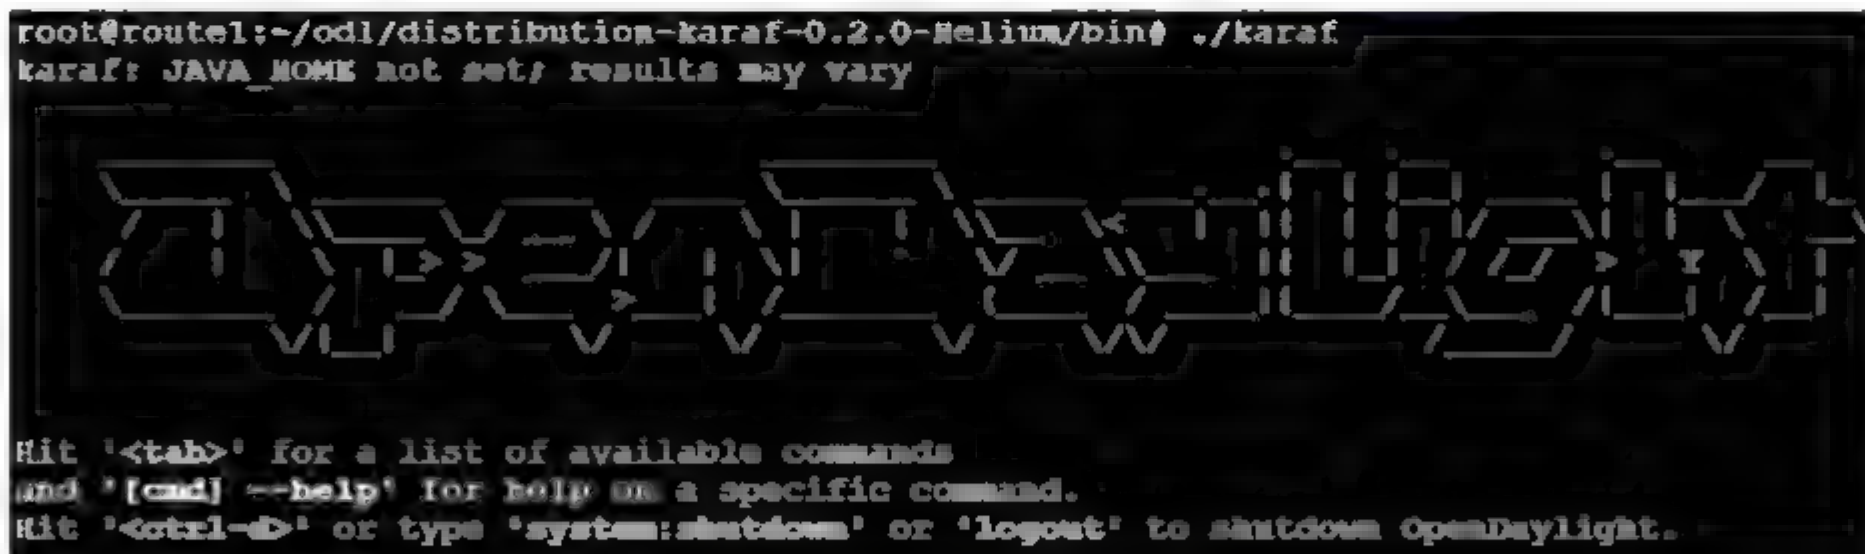 root@route1:~/odl/distribution-karaf-0.2.0-Helium/bin# ./karaf
karaf: JAVA_HOME not set; results may vary
OpenDaylight
Hit '<tab>' for a list of available commands
and '[cmd] --help' for help on a specific command.
Hit '<ctrl-d>' or type 'system:shutdown' or 'logout' to shutdown OpenDaylight.